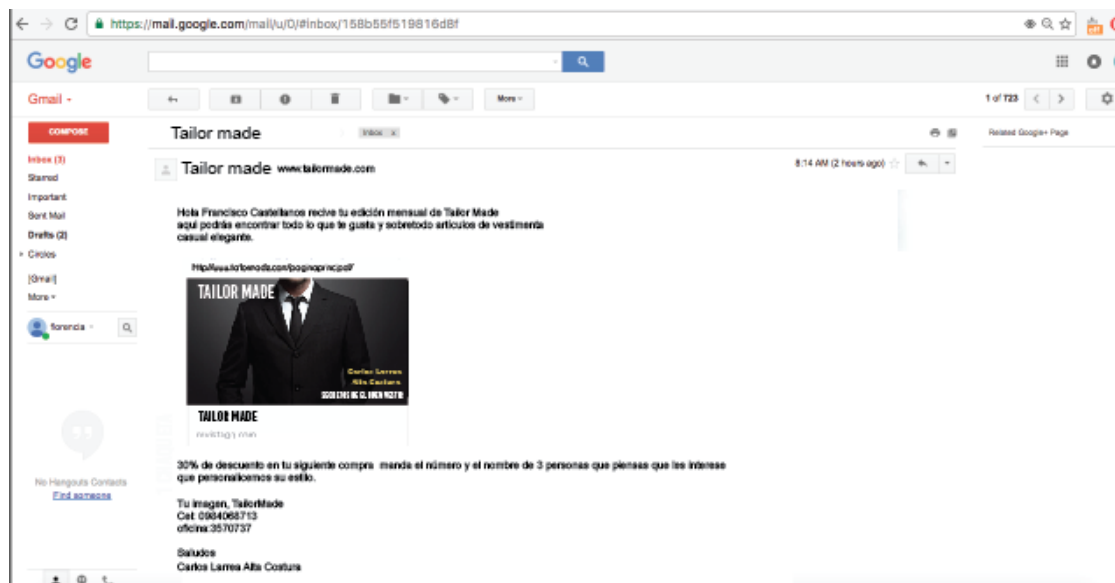 https://mail.google.com/mail/u/0/#inbox/158b55f519816d8f
Google
Gmail
More
1 of 723
COMPOSE
Tailor made
Inbox x
Related Google+ Page
Inbox (3)
Starred
Important
Sent Mail
Drafts (2)
Circles
[Gmail]
More
florencia
Tailor made www.tailormade.com
8:14 AM (2 hours ago)
Hola Francisco Castellanos recive tu edición mensual de Tailor Made
aqui podrás encontrar todo lo que te gusta y sobretodo artículos de vestimenta
casual elegante.
TAILOR MADE
Carlos Larrea
Alta Costura
TAILOR MADE
30% de descuento en tu siguiente compra manda el número y el nombre de 3 personas que piensas que les interese
que personalicemos su estilo.
Tu imagen, TailorMade
Cel: 0984068713
oficina:3570737
Saludos
Carlos Larrea Alta Costura
No Hangouts Contacts
Find someone